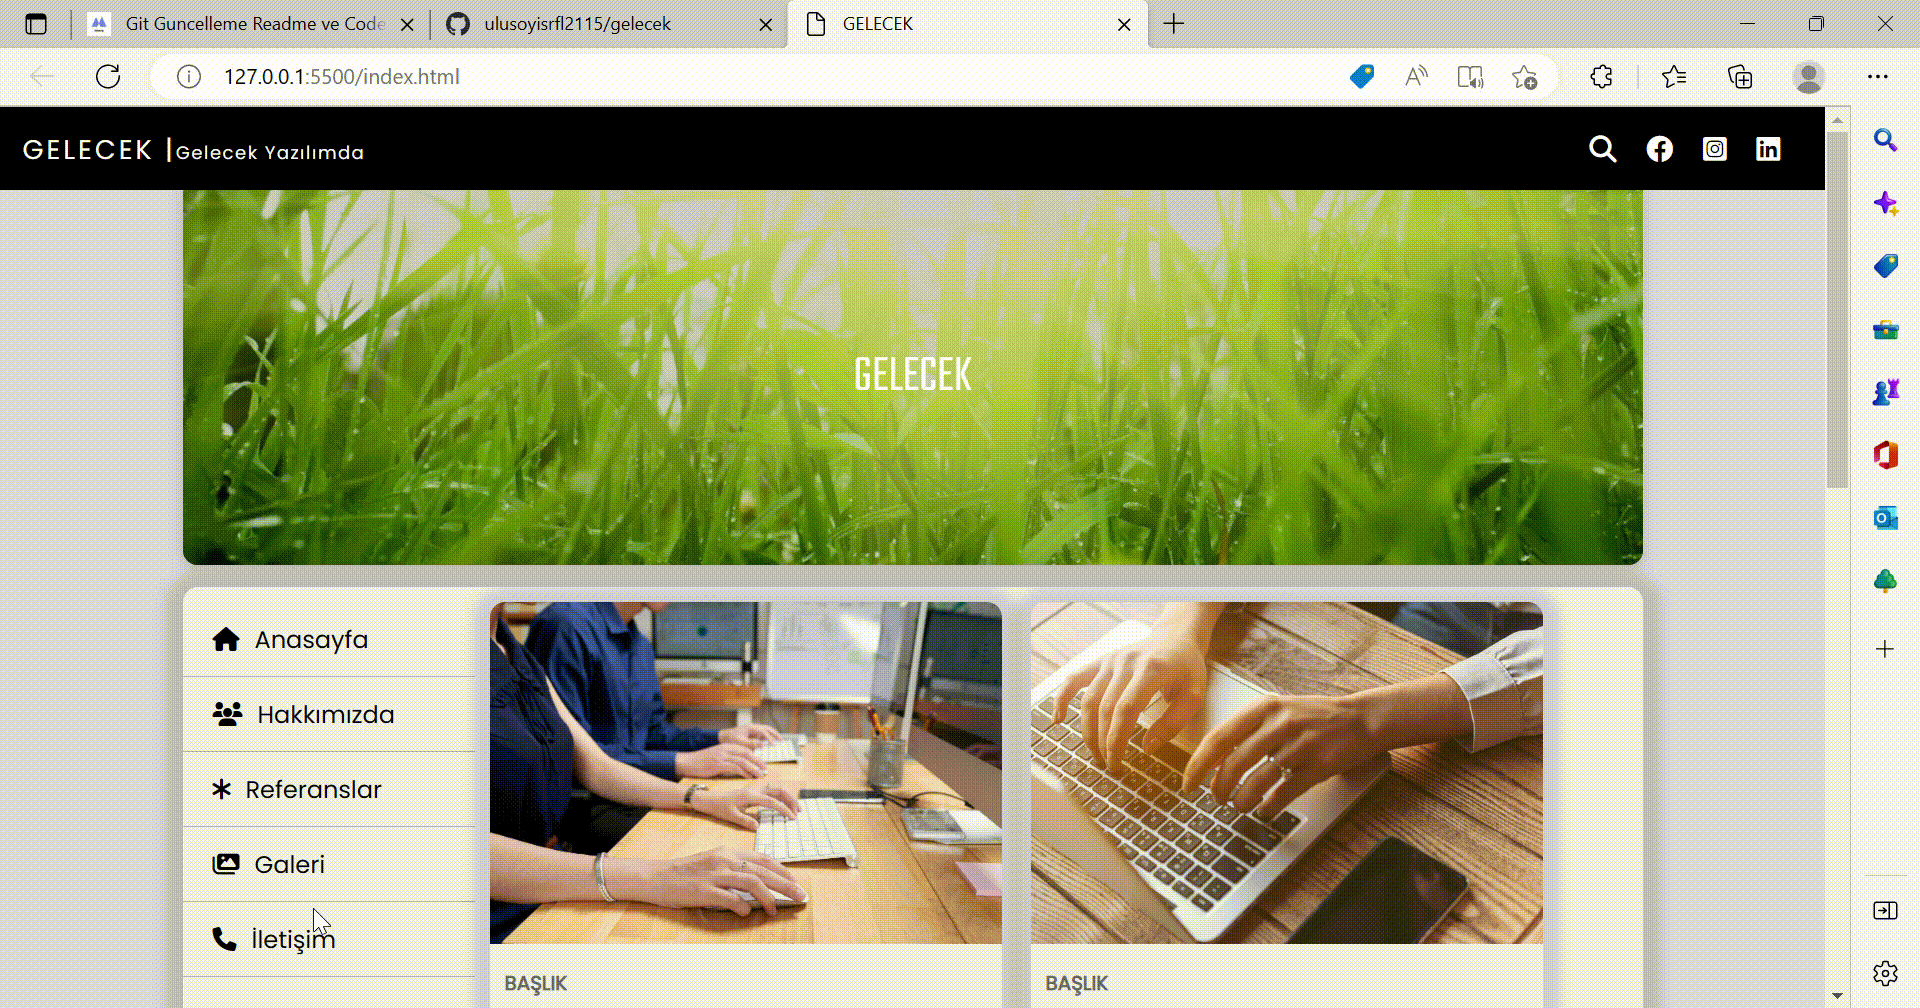 Git Guncelleme Readme ve Code
ulusoyisrfl2115/gelecek
GELECEK
127.0.0.1:5500/index.html
GELECEK |Gelecek Yazılımda
GELECEK
Anasayfa
Hakkımızda
Referanslar
Galeri
İletişim
BAŞLIK
BAŞLIK